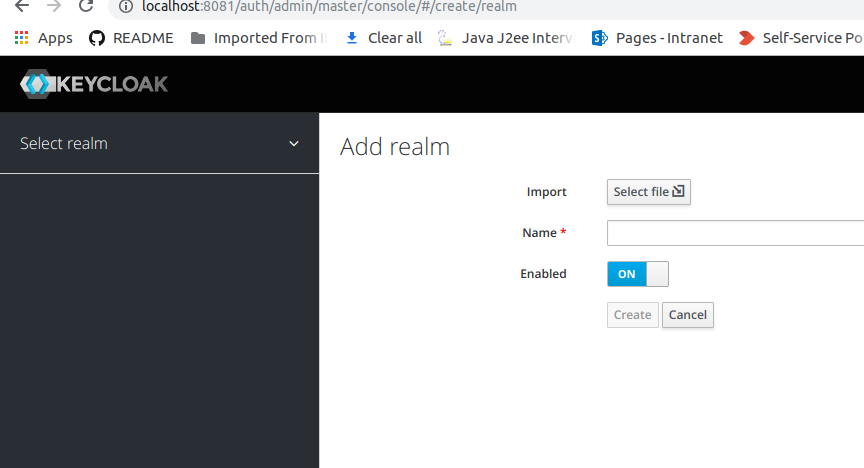 localhost:8081/auth/admin/master/console/#/create/realm
Apps README Imported From Clear all Java J2ee Interv Pages - Intranet Self-Service Po
KEYCLOAK
Select realm
Add realm
Import Select file
Name *
Enabled ON
Create Cancel